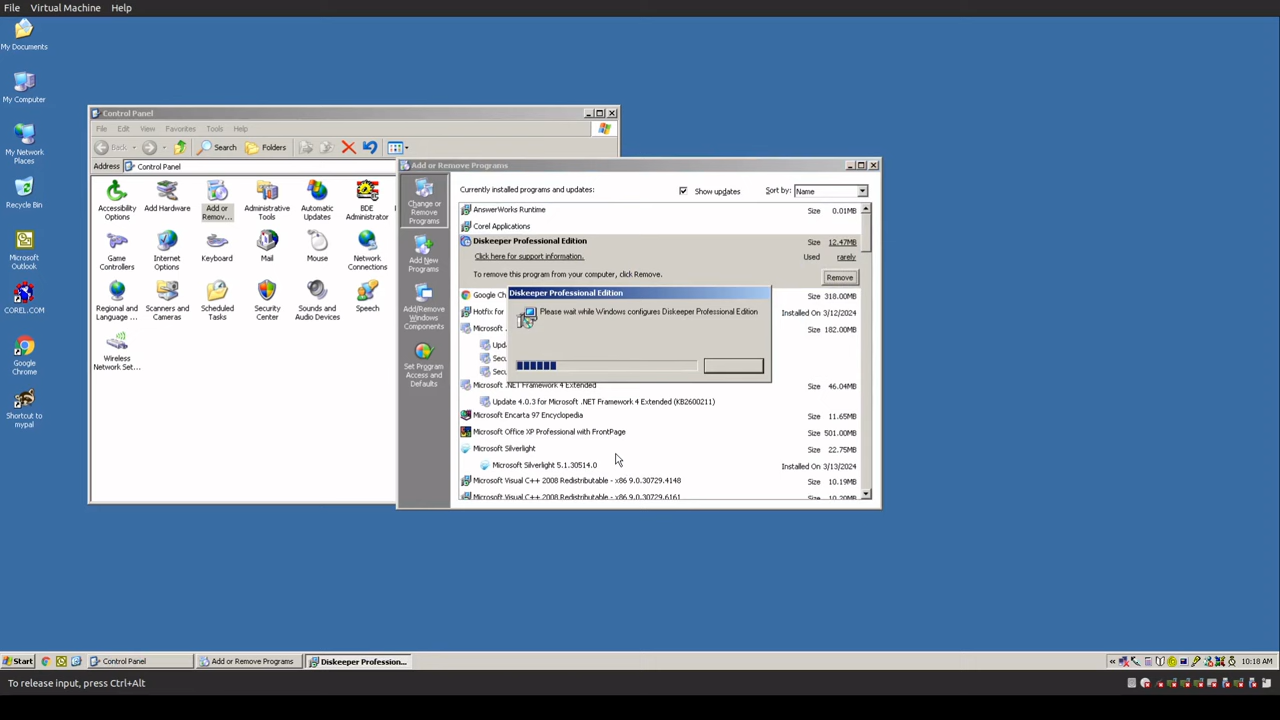 File Virtual Machine Help
My Documents
My Computer
My Network
Places
Recycle Bin
Microsoft
Outlook
COREL.COM
Google
Chrome
Shortcut to
mypal
Control Panel
File Edit View Favorites Tools Help
Back Search Folders
Address Control Panel
Accessibility
Options
Add Hardware
Add or
Remov...
Administrative
Tools
Automatic
Updates
BDE
Administrator
Game
Controllers
Internet
Options
Keyboard
Mail
Mouse
Network
Connections
Regional and
Language ...
Scanners and
Cameras
Scheduled
Tasks
Security
Center
Sounds and
Audio Devices
Speech
Wireless
Network Set...
Add or Remove Programs
Change or
Remove
Programs
Add New
Programs
Add/Remove
Windows
Components
Set Program
Access and
Defaults
Currently installed programs and updates:
Show updates
Sort by: Name
AnswerWorks Runtime Size 0.01MB
Corel Applications
Diskeeper Professional Edition Size 12.47MB
Click here for support information. Used rarely
To remove this program from your computer, click Remove. Remove
Google Ch Size 318.00MB
Hotfix for Installed On 3/12/2024
Microsoft . Size 182.00MB
Upd
Sec
Sec
Microsoft .NET Framework 4 Extended Size 46.04MB
Update 4.0.3 for Microsoft .NET Framework 4 Extended (KB2600211)
Microsoft Encarta 97 Encyclopedia Size 11.65MB
Microsoft Office XP Professional with FrontPage Size 501.00MB
Microsoft Silverlight Size 22.75MB
Microsoft Silverlight 5.1.30514.0 Installed On 3/13/2024
Microsoft Visual C++ 2008 Redistributable - x86 9.0.30729.4148 Size 10.19MB
Microsoft Visual C++ 2008 Redistributable - x86 9.0.30729.6161 Size 10.20MB
Diskeeper Professional Edition
Please wait while Windows configures Diskeeper Professional Edition
Start Control Panel Add or Remove Programs Diskeeper Profession... 10:18 AM
To release input, press Ctrl+Alt